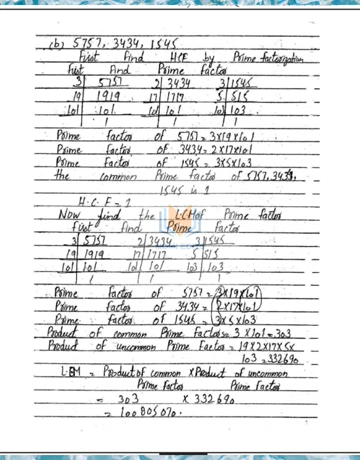 (b) 5757, 3434, 1545
First find HCF by Prime factorization
First find Prime Factor
3 | 5757 2 | 3434 3 | 1545
19 | 1919 17 | 1717 5 | 515
101 | 101 101 | 101 103 | 103
1 1 1
Prime factor of 5757 = 3×19×101
Prime Factor of 3434 = 2×17×101
Prime factor of 1545 = 3×5×103
the common Prime Factor of 5757, 3434,
1545 is 1
H.C.F = 1
Now find the LCM of Prime factor
First find Prime Factor
3 | 5757 2 | 3434 3 | 1545
19 | 1919 17 | 1717 5 | 515
101 | 101 101 | 101 103 | 103
1 1 1
Prime Factor of 5757 = 3×19×101
Prime Factor of 3434 = 2×17×101
Prime factor of 1545 = 3×5×103
Product of common Prime Factors = 3×101 = 303
Product of uncommon Prime Factor = 19×2×17×5×
103 = 332690
L.C.M = Product of common × Product of uncommon
Prime Factor Prime Factor
= 303 × 332690
= 100805070.